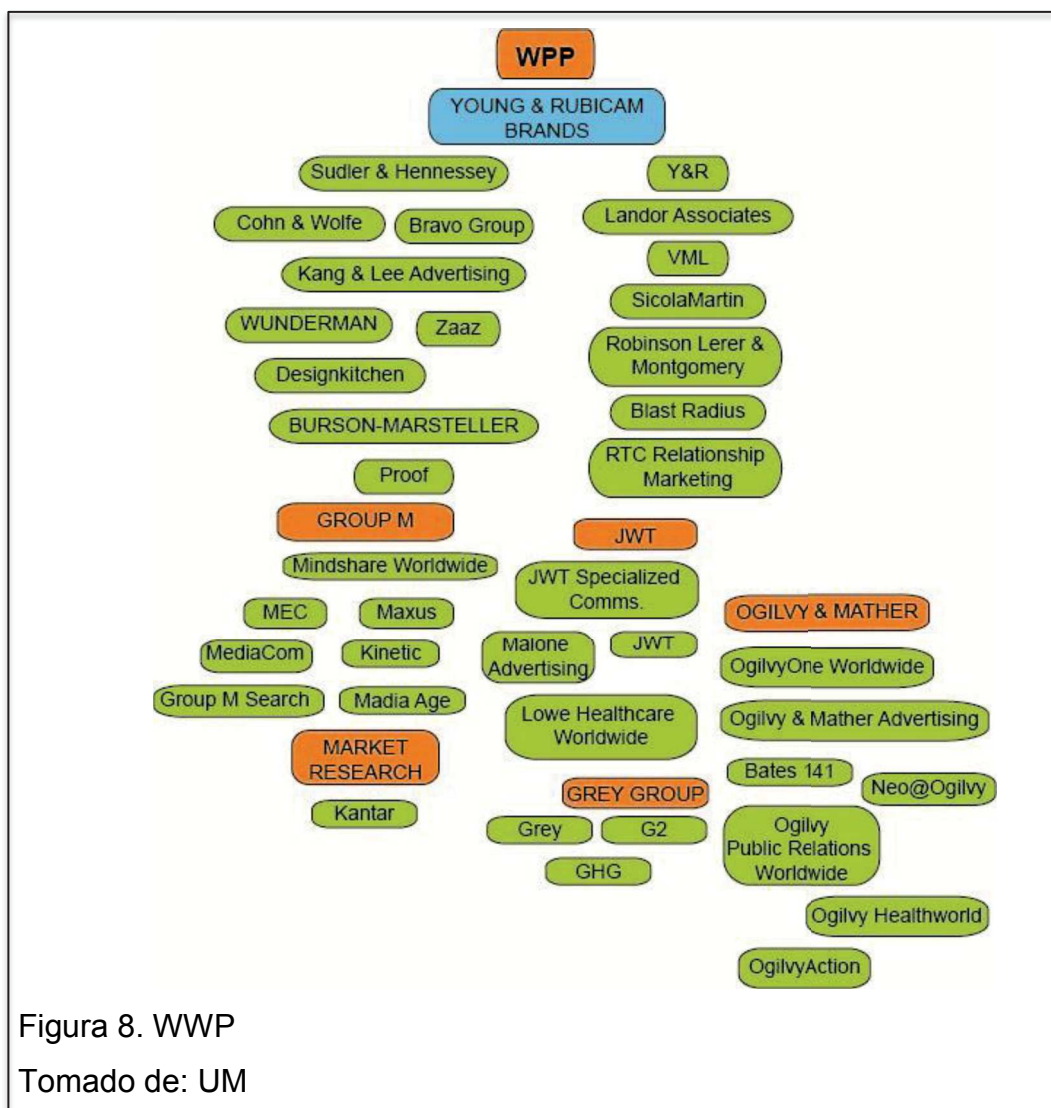 WPP
YOUNG & RUBICAM
BRANDS
Sudler & Hennessey
Cohn & Wolfe
Bravo Group
Kang & Lee Advertising
WUNDERMAN
Zaaz
Designkitchen
BURSON-MARSTELLER
Proof
Y&R
Landor Associates
VML
SicolaMartin
Robinson Lerer &
Montgomery
Blast Radius
RTC Relationship
Marketing
GROUP M
Mindshare Worldwide
MEC
Maxus
MediaCom
Kinetic
Group M Search
Madia Age
MARKET
RESEARCH
Kantar
JWT
JWT Specialized
Comms.
Malone
Advertising
JWT
Lowe Healthcare
Worldwide
GREY GROUP
Grey
G2
GHG
OGILVY & MATHER
OgilvyOne Worldwide
Ogilvy & Mather Advertising
Bates 141
Neo@Ogilvy
Ogilvy
Public Relations
Worldwide
Ogilvy Healthworld
OgilvyAction
Figura 8. WWP
Tomado de: UM